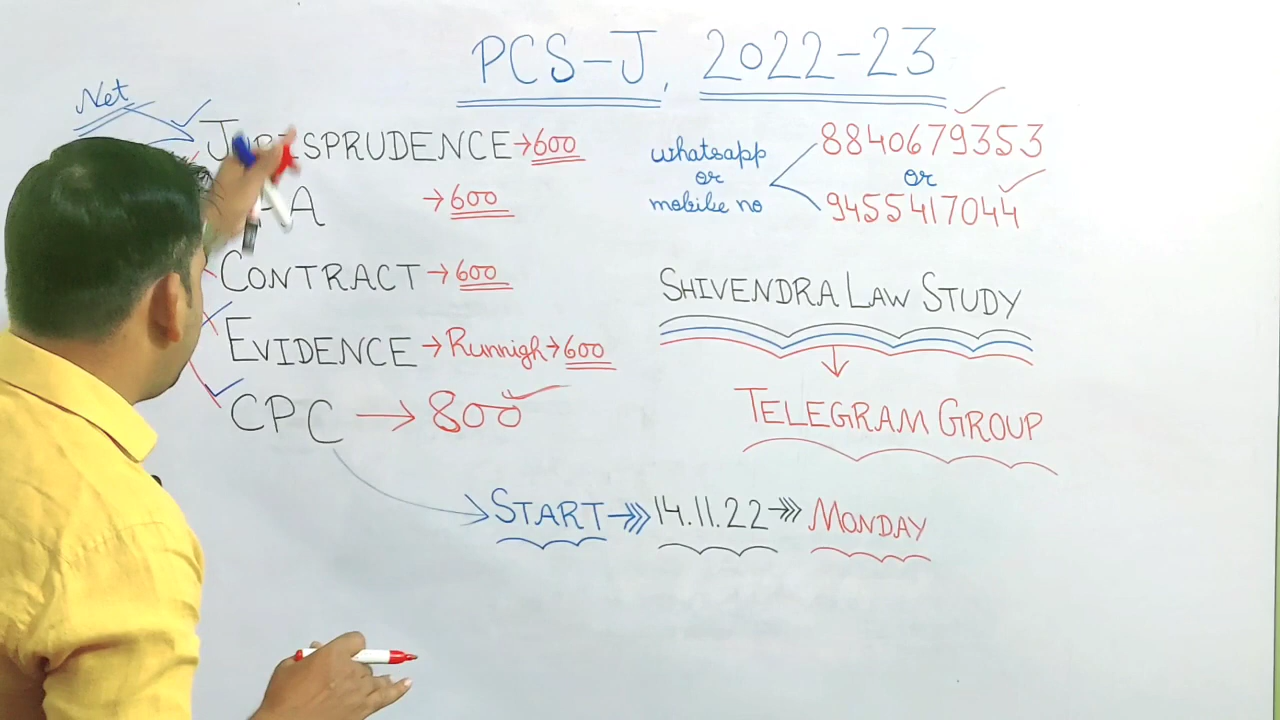 PCS-J, 2022-23
Net
JURISPRUDENCE → 600
A → 600
CONTRACT → 600
EVIDENCE → Runnigh → 600
CPC → 800
whatsapp
or
mobile no
8840679353
or
9455417044
SHIVENDRA LAW STUDY
TELEGRAM GROUP
START → 14.11.22 → MONDAY